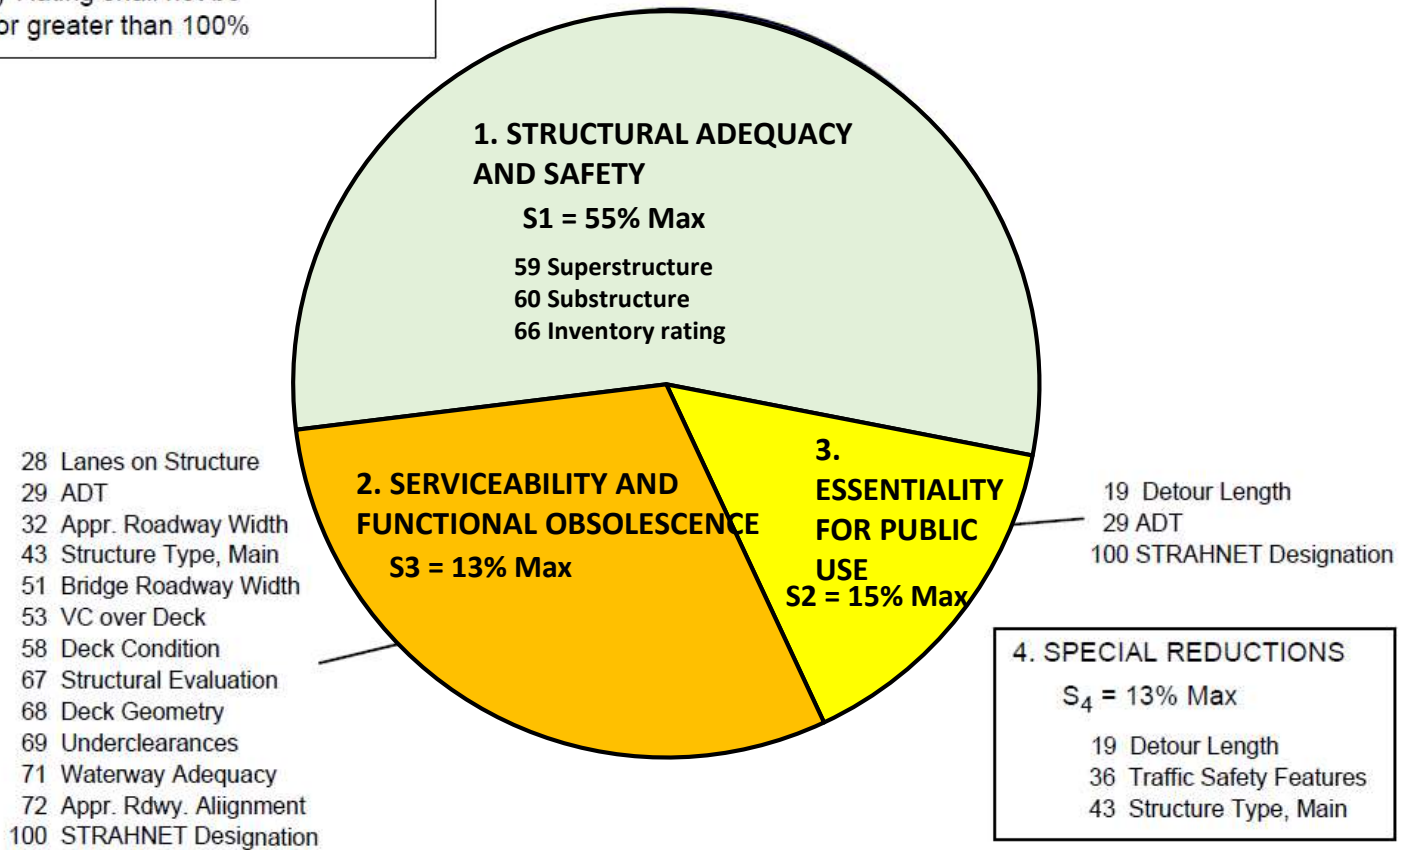 or greater than 100%
1. STRUCTURAL ADEQUACY
AND SAFETY
S1 = 55% Max
59 Superstructure
60 Substructure
66 Inventory rating
2. SERVICEABILITY AND
FUNCTIONAL OBSOLESCENCE
S3 = 13% Max
3.
ESSENTIALITY
FOR PUBLIC
USE
S2 = 15% Max
28 Lanes on Structure
29 ADT
32 Appr. Roadway Width
43 Structure Type, Main
51 Bridge Roadway Width
53 VC over Deck
58 Deck Condition
67 Structural Evaluation
68 Deck Geometry
69 Underclearances
71 Waterway Adequacy
72 Appr. Rdwy. Aliignment
100 STRAHNET Designation
19 Detour Length
29 ADT
100 STRAHNET Designation
4. SPECIAL REDUCTIONS
S4 = 13% Max
19 Detour Length
36 Traffic Safety Features
43 Structure Type, Main